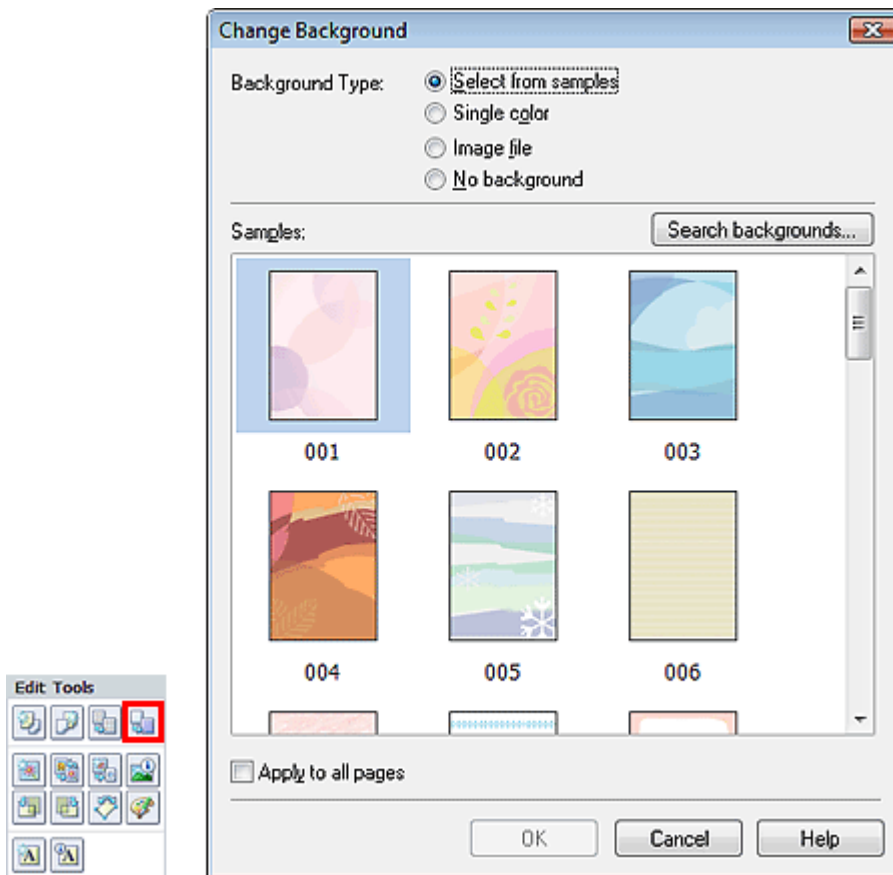 Change Background
Background Type:
Select from samples
Single color
Image file
No background
Samples:
Search backgrounds...
001
002
003
004
005
006
Apply to all pages
OK
Cancel
Help
Edit Tools
A
A